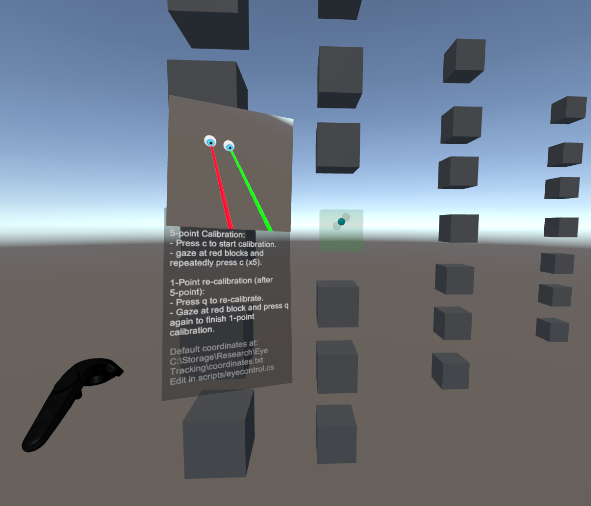 5-point Calibration:
- Press c to start calibration.
- gaze at red blocks and
repeatedly press c (x5).
1-Point re-calibration (after
5-point):
- Press q to re-calibrate.
- Gaze at red block and press q
again to finish 1-point
calibration.
Default coordinates at:
C:\Storage\Research\Eye
Tracking\coordinates.txt
Edit in scripts/eyecontrol.cs